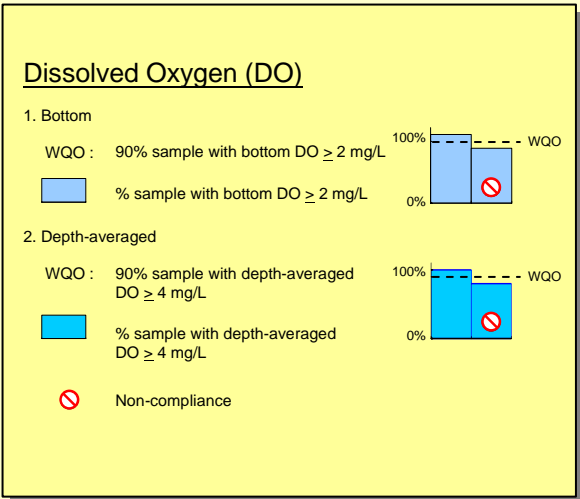 Dissolved Oxygen (DO)
1. Bottom
WQO : 90% sample with bottom DO ≥ 2 mg/L
% sample with bottom DO ≥ 2 mg/L
100%
WQO
0%
2. Depth-averaged
WQO : 90% sample with depth-averaged
DO ≥ 4 mg/L
% sample with depth-averaged
DO ≥ 4 mg/L
100%
WQO
0%
Non-compliance